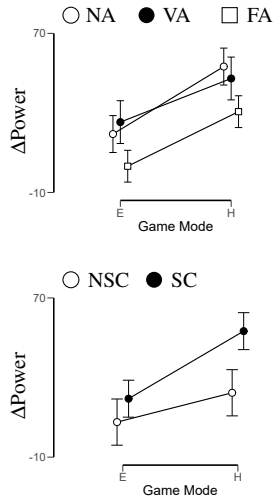 NA VA FA
70
ΔPower
-10
E H
Game Mode
NSC SC
70
ΔPower
-10
E H
Game Mode